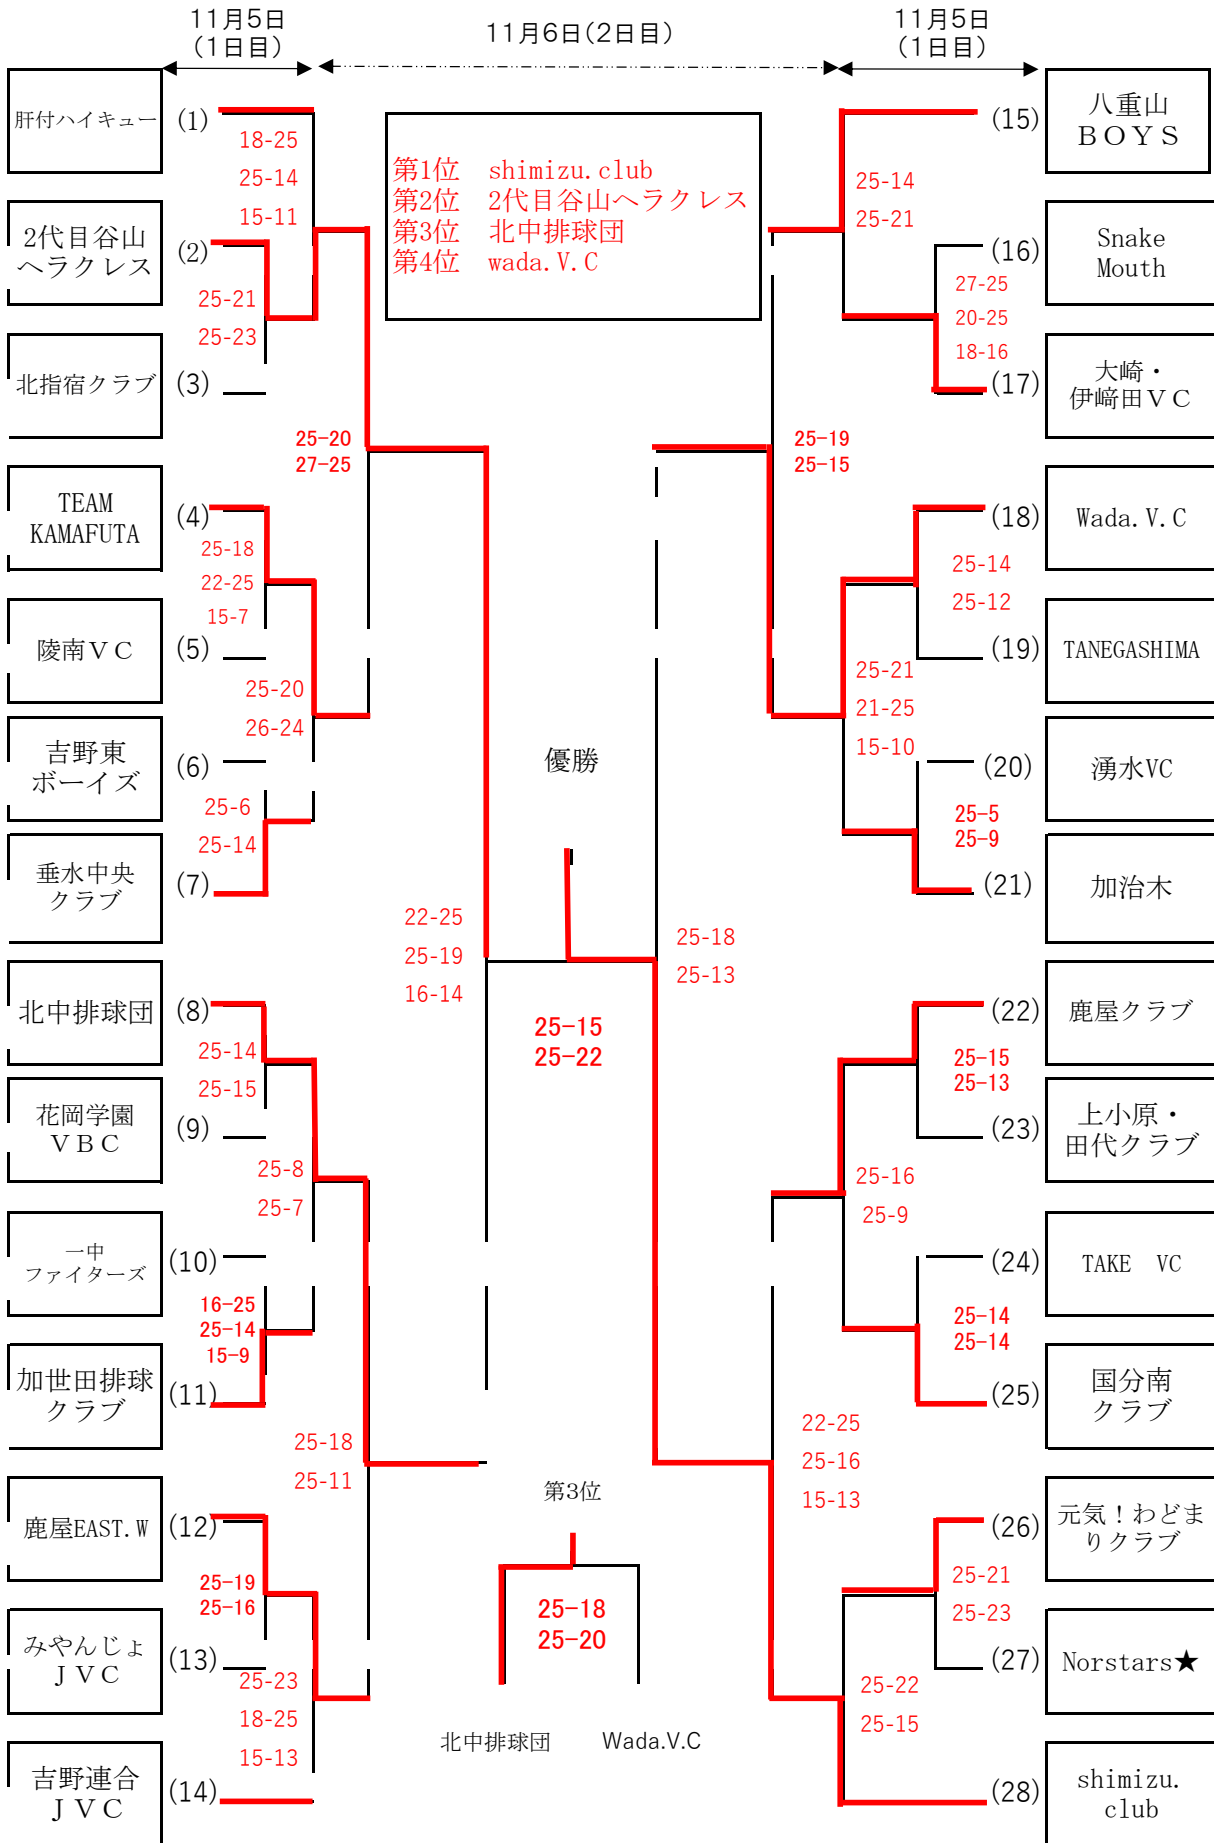 11月5日
(1日目)
11月6日(2日目)
11月5日
(1日目)
肝付ハイキュー
(1)
18-25
25-14
15-11
2代目谷山
ヘラクレス
(2)
25-21
25-23
北指宿クラブ
(3)
25-20
27-25
TEAM
KAMAFUTA
(4)
25-18
22-25
15-7
陵南ＶＣ
(5)
25-20
26-24
吉野東
ボーイズ
(6)
25-6
25-14
垂水中央
クラブ
(7)
22-25
25-19
16-14
北中排球団
(8)
25-14
25-15
花岡学園
ＶＢＣ
(9)
25-8
25-7
一中
ファイターズ
(10)
16-25
25-14
15-9
加世田排球
クラブ
(11)
25-18
25-11
鹿屋EAST.W
(12)
25-19
25-16
みやんじょ
ＪＶＣ
(13)
25-23
18-25
15-13
吉野連合
ＪＶＣ
(14)
第1位 shimizu.club
第2位 2代目谷山ヘラクレス
第3位 北中排球団
第4位 wada.V.C
優勝
25-15
25-22
第3位
25-18
25-20
北中排球団 Wada.V.C
(15)
八重山
ＢＯＹＳ
25-14
25-21
(16)
Snake
Mouth
27-25
20-25
18-16
(17)
大崎・
伊﨑田ＶＣ
25-19
25-15
(18)
Wada.V.C
25-14
25-12
(19)
TANEGASHIMA
25-21
21-25
15-10
(20)
湧水VC
25-5
25-9
(21)
加治木
25-18
25-13
(22)
鹿屋クラブ
25-15
25-13
(23)
上小原・
田代クラブ
25-16
25-9
(24)
TAKE　VC
25-14
25-14
(25)
国分南
クラブ
22-25
25-16
15-13
(26)
元気！わどま
りクラブ
25-21
25-23
(27)
Norstars★
25-22
25-15
(28)
shimizu.
club